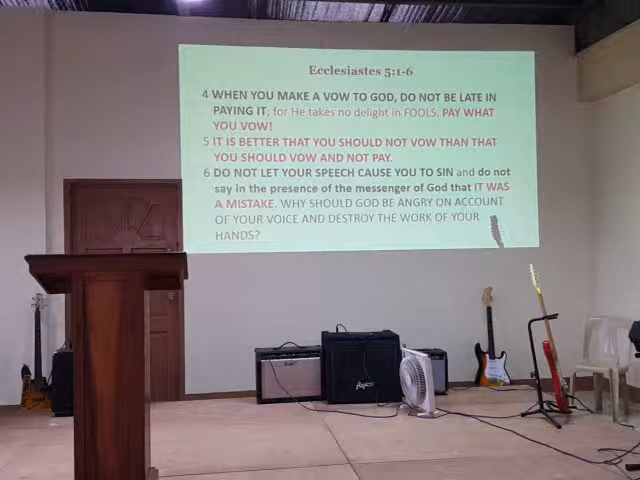 Ecclesiastes 5:1-6
4 WHEN YOU MAKE A VOW TO GOD, DO NOT BE LATE IN
PAYING IT, for He takes no delight in FOOLS. PAY WHAT
YOU VOW!
5 IT IS BETTER THAT YOU SHOULD NOT VOW THAN THAT
YOU SHOULD VOW AND NOT PAY.
6 DO NOT LET YOUR SPEECH CAUSE YOU TO SIN and do not
say in the presence of the messenger of God that IT WAS
A MISTAKE. WHY SHOULD GOD BE ANGRY ON ACCOUNT
OF YOUR VOICE AND DESTROY THE WORK OF YOUR
HANDS?